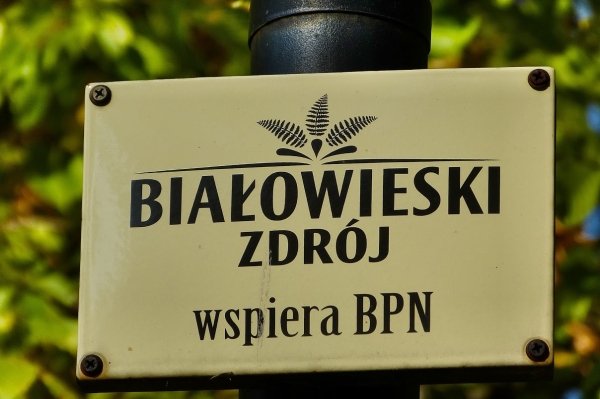 BIAŁOWIESKI
ZDRÓJ
wspiera BPN